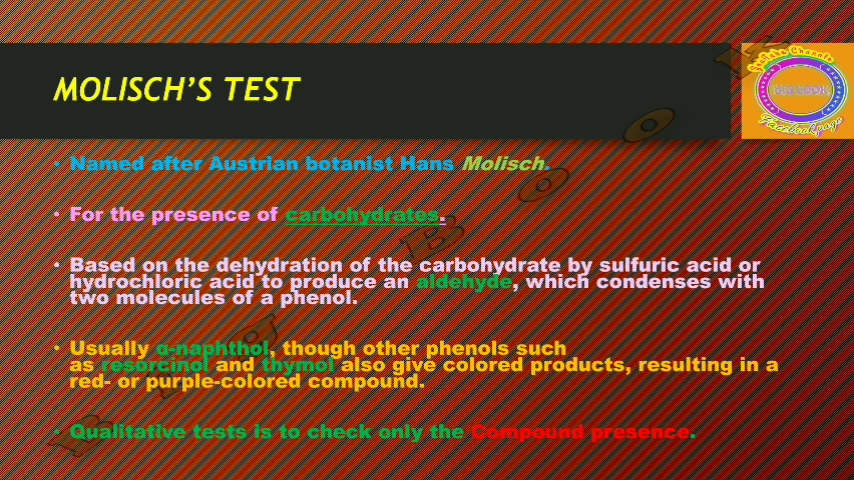 MOLISCH'S TEST
• Named after Austrian botanist Hans Molisch.
• For the presence of carbohydrates.
• Based on the dehydration of the carbohydrate by sulfuric acid or
hydrochloric acid to produce an aldehyde, which condenses with
two molecules of a phenol.
• Usually α-naphthol, though other phenols such
as resorcinol and thymol also give colored products, resulting in a
red- or purple-colored compound.
• Qualitative tests is to check only the Compound presence.
Facebook page